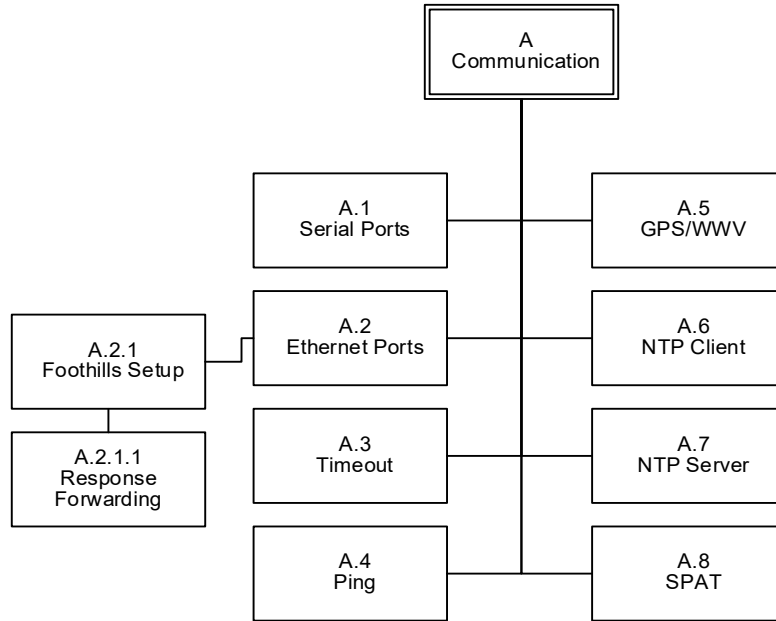 A
Communication
A.1
Serial Ports
A.5
GPS/WWV
A.2
Ethernet Ports
A.6
NTP Client
A.2.1
Foothills Setup
A.3
Timeout
A.7
NTP Server
A.2.1.1
Response
Forwarding
A.4
Ping
A.8
SPAT